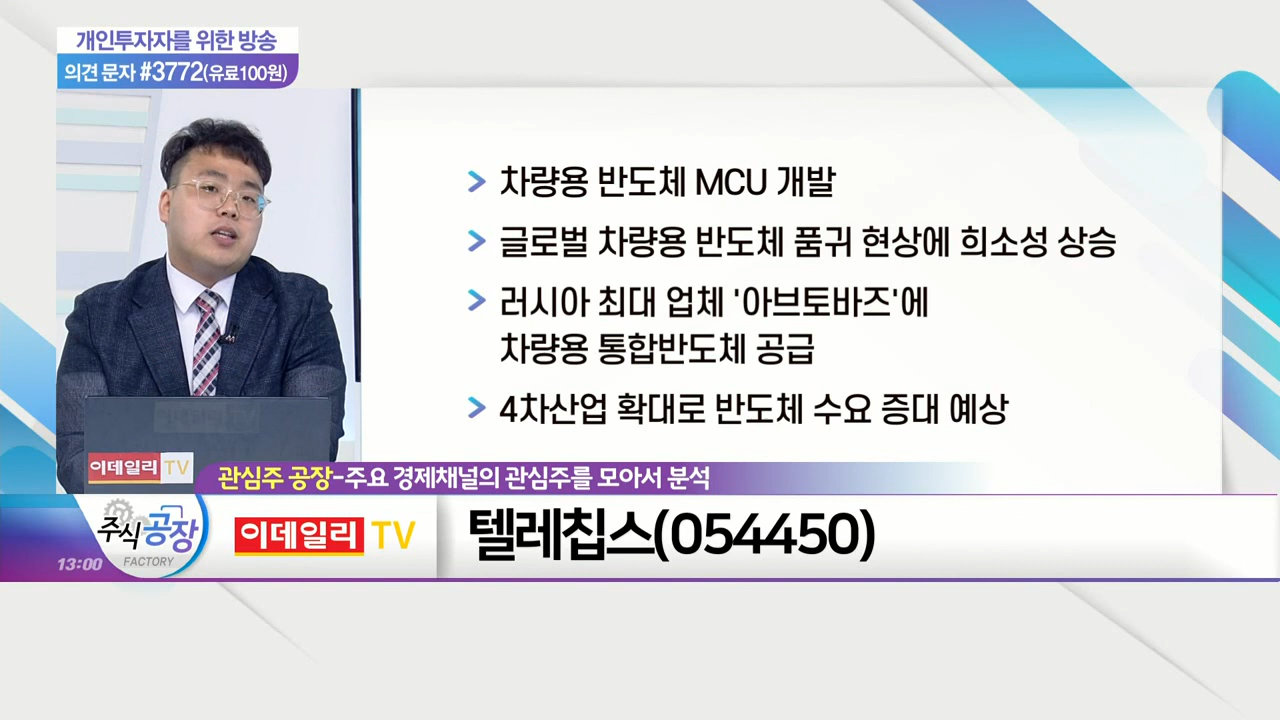 개인투자자를 위한 방송
의견 문자 #3772(유료100원)
> 차량용 반도체 MCU 개발
> 글로벌 차량용 반도체 품귀 현상에 희소성 상승
> 러시아 최대 업체 '아브토바즈'에
차량용 통합반도체 공급
> 4차산업 확대로 반도체 수요 증대 예상
이데일리 TV
관심주 공장-주요 경제채널의 관심주를 모아서 분석
주식공장
FACTORY
13:00
이데일리 TV
텔레칩스(054450)